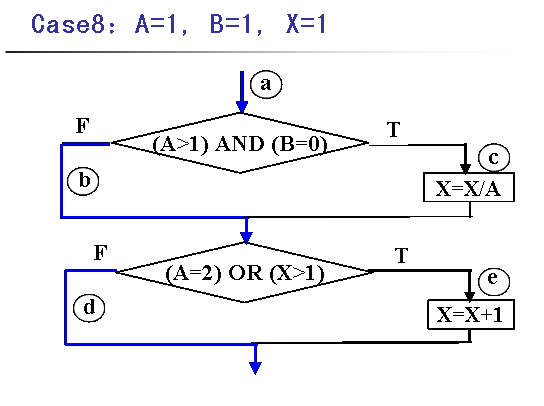 Case8：A=1, B=1, X=1
a
F
T
(A>1) AND (B=0)
c
b
X=X/A
F
T
(A=2) OR (X>1)
e
d
X=X+1